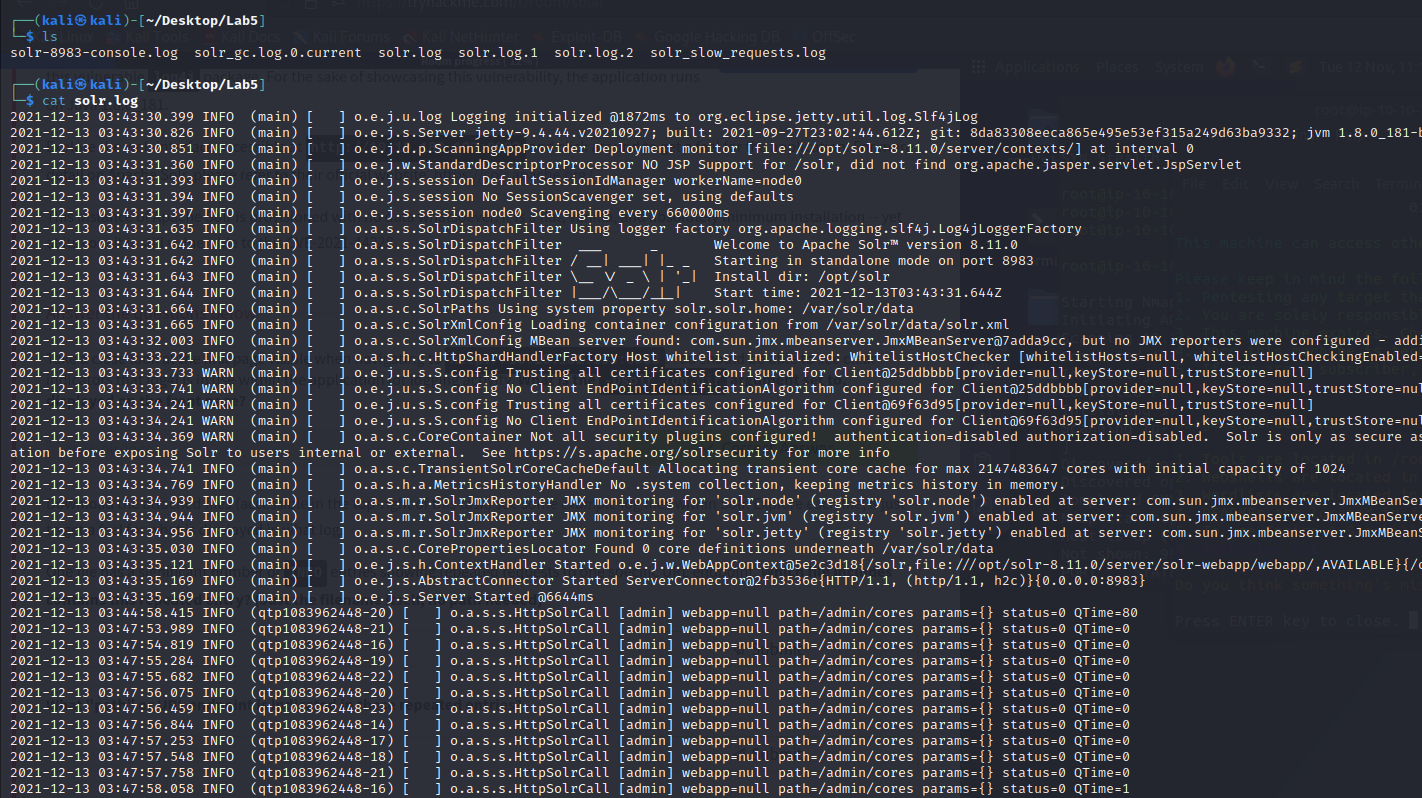 ┌──(kali㉿kali)-[~/Desktop/Lab5]
└─$ ls
solr-8983-console.log  solr_gc.log.0.current  solr.log  solr.log.1  solr.log.2  solr_slow_requests.log
┌──(kali㉿kali)-[~/Desktop/Lab5]
└─$ cat solr.log
2021-12-13 03:43:30.399 INFO  (main) [   ] o.e.j.u.log Logging initialized @1872ms to org.eclipse.jetty.util.log.Slf4jLog
2021-12-13 03:43:30.826 INFO  (main) [   ] o.e.j.s.Server jetty-9.4.44.v20210927; built: 2021-09-27T23:02:44.612Z; git: 8da83308eeca865e495e53ef315a249d63ba9332; jvm 1.8.0_181-b
2021-12-13 03:43:30.851 INFO  (main) [   ] o.e.j.d.p.ScanningAppProvider Deployment monitor [file:///opt/solr-8.11.0/server/contexts/] at interval 0
2021-12-13 03:43:31.360 INFO  (main) [   ] o.e.j.w.StandardDescriptorProcessor NO JSP Support for /solr, did not find org.apache.jasper.servlet.JspServlet
2021-12-13 03:43:31.393 INFO  (main) [   ] o.e.j.s.session DefaultSessionIdManager workerName=node0
2021-12-13 03:43:31.394 INFO  (main) [   ] o.e.j.s.session No SessionScavenger set, using defaults
2021-12-13 03:43:31.397 INFO  (main) [   ] o.e.j.s.session node0 Scavenging every 660000ms
2021-12-13 03:43:31.635 INFO  (main) [   ] o.a.s.s.SolrDispatchFilter Using logger factory org.apache.logging.slf4j.Log4jLoggerFactory
2021-12-13 03:43:31.642 INFO  (main) [   ] o.a.s.s.SolrDispatchFilter  ___      _       Welcome to Apache Solr™ version 8.11.0
2021-12-13 03:43:31.642 INFO  (main) [   ] o.a.s.s.SolrDispatchFilter / __| ___| |_ _   Starting in standalone mode on port 8983
2021-12-13 03:43:31.643 INFO  (main) [   ] o.a.s.s.SolrDispatchFilter \__ \/ _ \ | '_|  Install dir: /opt/solr
2021-12-13 03:43:31.644 INFO  (main) [   ] o.a.s.s.SolrDispatchFilter |___/\___/_|_|    Start time: 2021-12-13T03:43:31.644Z
2021-12-13 03:43:31.664 INFO  (main) [   ] o.a.s.c.SolrPaths Using system property solr.solr.home: /var/solr/data
2021-12-13 03:43:31.665 INFO  (main) [   ] o.a.s.c.SolrXmlConfig Loading container configuration from /var/solr/data/solr.xml
2021-12-13 03:43:32.003 INFO  (main) [   ] o.a.s.c.SolrXmlConfig MBean server found: com.sun.jmx.mbeanserver.JmxMBeanServer@7adda9cc, but no JMX reporters were configured - addi
2021-12-13 03:43:33.221 INFO  (main) [   ] o.a.s.h.c.HttpShardHandlerFactory Host whitelist initialized: WhitelistHostChecker [whitelistHosts=null, whitelistHostCheckingEnabled=
2021-12-13 03:43:33.733 WARN  (main) [   ] o.e.j.u.s.S.config Trusting all certificates configured for Client@25ddbbbb[provider=null,keyStore=null,trustStore=null]
2021-12-13 03:43:33.741 WARN  (main) [   ] o.e.j.u.s.S.config No Client EndPointIdentificationAlgorithm configured for Client@25ddbbbb[provider=null,keyStore=null,trustStore=nul
2021-12-13 03:43:34.241 WARN  (main) [   ] o.e.j.u.s.S.config Trusting all certificates configured for Client@69f63d95[provider=null,keyStore=null,trustStore=null]
2021-12-13 03:43:34.241 WARN  (main) [   ] o.e.j.u.s.S.config No Client EndPointIdentificationAlgorithm configured for Client@69f63d95[provider=null,keyStore=null,trustStore=nul
2021-12-13 03:43:34.369 WARN  (main) [   ] o.a.s.c.CoreContainer Not all security plugins configured!  authentication=disabled authorization=disabled.  Solr is only as secure as
ation before exposing Solr to users internal or external.  See https://s.apache.org/solrsecurity for more info
2021-12-13 03:43:34.741 INFO  (main) [   ] o.a.s.c.TransientSolrCoreCacheDefault Allocating transient core cache for max 2147483647 cores with initial capacity of 1024
2021-12-13 03:43:34.769 INFO  (main) [   ] o.a.s.h.a.MetricsHistoryHandler No .system collection, keeping metrics history in memory.
2021-12-13 03:43:34.939 INFO  (main) [   ] o.a.s.m.r.SolrJmxReporter JMX monitoring for 'solr.node' (registry 'solr.node') enabled at server: com.sun.jmx.mbeanserver.JmxMBeanSer
2021-12-13 03:43:34.944 INFO  (main) [   ] o.a.s.m.r.SolrJmxReporter JMX monitoring for 'solr.jvm' (registry 'solr.jvm') enabled at server: com.sun.jmx.mbeanserver.JmxMBeanServe
2021-12-13 03:43:34.956 INFO  (main) [   ] o.a.s.m.r.SolrJmxReporter JMX monitoring for 'solr.jetty' (registry 'solr.jetty') enabled at server: com.sun.jmx.mbeanserver.JmxMBeanS
2021-12-13 03:43:35.030 INFO  (main) [   ] o.a.s.c.CorePropertiesLocator Found 0 core definitions underneath /var/solr/data
2021-12-13 03:43:35.121 INFO  (main) [   ] o.e.j.s.h.ContextHandler Started o.e.j.w.WebAppContext@5e2c3d18{/solr,file:///opt/solr-8.11.0/server/solr-webapp/webapp/,AVAILABLE}{/o
2021-12-13 03:43:35.169 INFO  (main) [   ] o.e.j.s.AbstractConnector Started ServerConnector@2fb3536e{HTTP/1.1, (http/1.1, h2c)}{0.0.0.0:8983}
2021-12-13 03:43:35.169 INFO  (main) [   ] o.e.j.s.Server Started @6644ms
2021-12-13 03:44:58.415 INFO  (qtp1083962448-20) [   ] o.a.s.s.HttpSolrCall [admin] webapp=null path=/admin/cores params={} status=0 QTime=80
2021-12-13 03:47:53.989 INFO  (qtp1083962448-21) [   ] o.a.s.s.HttpSolrCall [admin] webapp=null path=/admin/cores params={} status=0 QTime=0
2021-12-13 03:47:54.819 INFO  (qtp1083962448-16) [   ] o.a.s.s.HttpSolrCall [admin] webapp=null path=/admin/cores params={} status=0 QTime=0
2021-12-13 03:47:55.284 INFO  (qtp1083962448-19) [   ] o.a.s.s.HttpSolrCall [admin] webapp=null path=/admin/cores params={} status=0 QTime=0
2021-12-13 03:47:55.682 INFO  (qtp1083962448-22) [   ] o.a.s.s.HttpSolrCall [admin] webapp=null path=/admin/cores params={} status=0 QTime=0
2021-12-13 03:47:56.075 INFO  (qtp1083962448-20) [   ] o.a.s.s.HttpSolrCall [admin] webapp=null path=/admin/cores params={} status=0 QTime=0
2021-12-13 03:47:56.459 INFO  (qtp1083962448-23) [   ] o.a.s.s.HttpSolrCall [admin] webapp=null path=/admin/cores params={} status=0 QTime=0
2021-12-13 03:47:56.844 INFO  (qtp1083962448-14) [   ] o.a.s.s.HttpSolrCall [admin] webapp=null path=/admin/cores params={} status=0 QTime=0
2021-12-13 03:47:57.253 INFO  (qtp1083962448-17) [   ] o.a.s.s.HttpSolrCall [admin] webapp=null path=/admin/cores params={} status=0 QTime=0
2021-12-13 03:47:57.548 INFO  (qtp1083962448-18) [   ] o.a.s.s.HttpSolrCall [admin] webapp=null path=/admin/cores params={} status=0 QTime=0
2021-12-13 03:47:57.758 INFO  (qtp1083962448-21) [   ] o.a.s.s.HttpSolrCall [admin] webapp=null path=/admin/cores params={} status=0 QTime=0
2021-12-13 03:47:58.058 INFO  (qtp1083962448-16) [   ] o.a.s.s.HttpSolrCall [admin] webapp=null path=/admin/cores params={} status=0 QTime=1